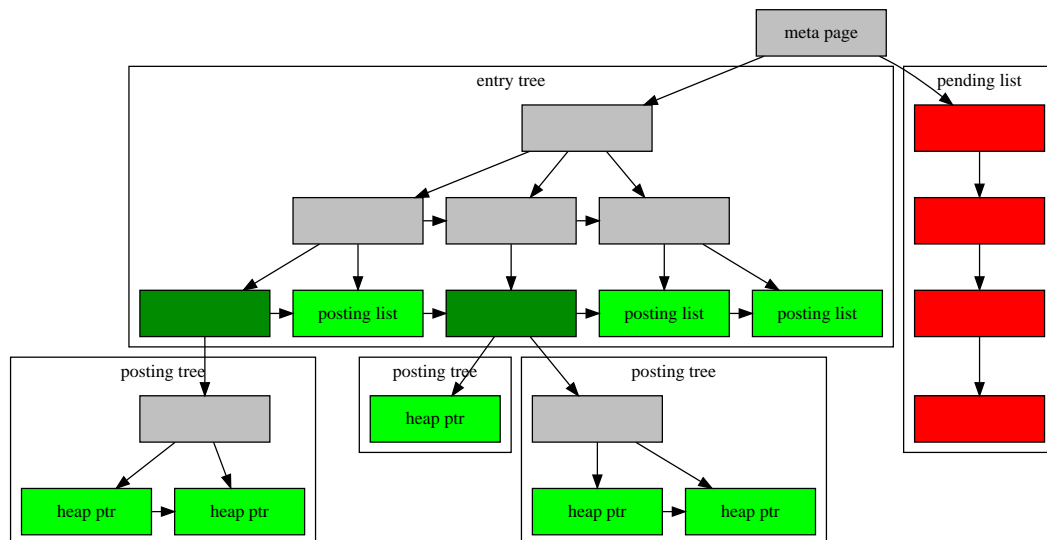 meta page
entry tree
pending list
posting list
posting list
posting list
posting tree
posting tree
posting tree
heap ptr
heap ptr
heap ptr
heap ptr
heap ptr